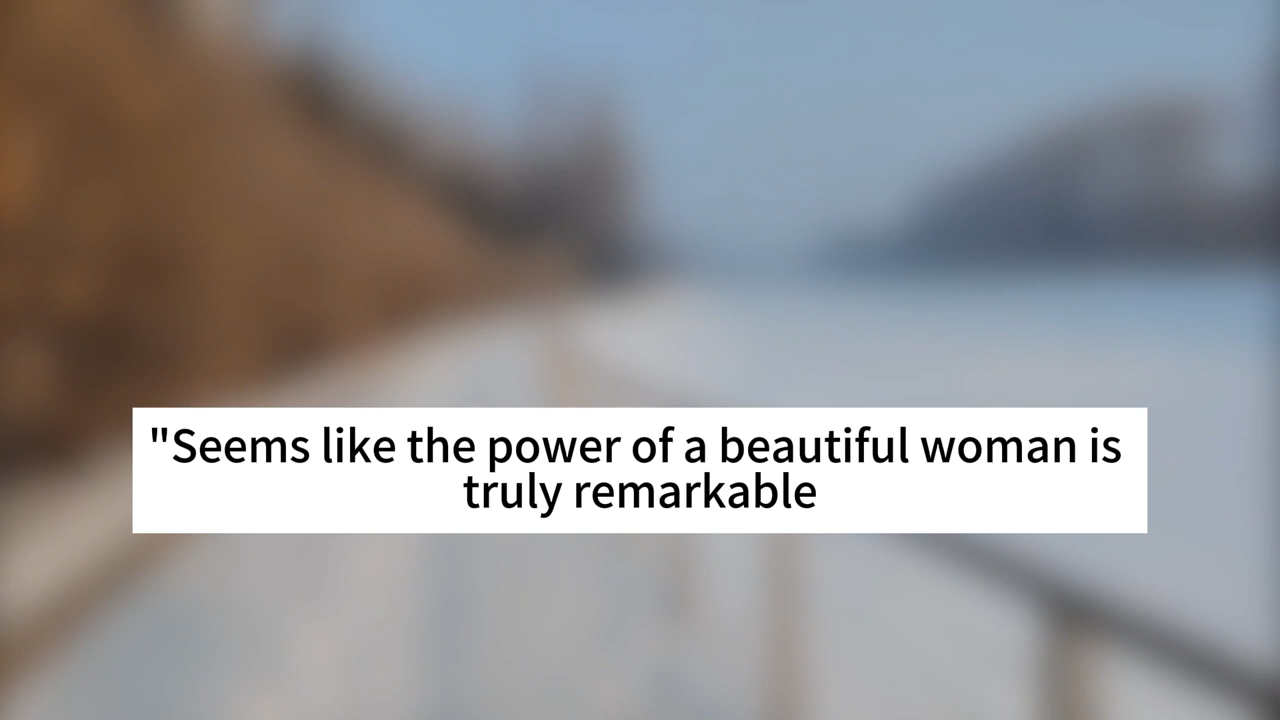 "Seems like the power of a beautiful woman is
truly remarkable